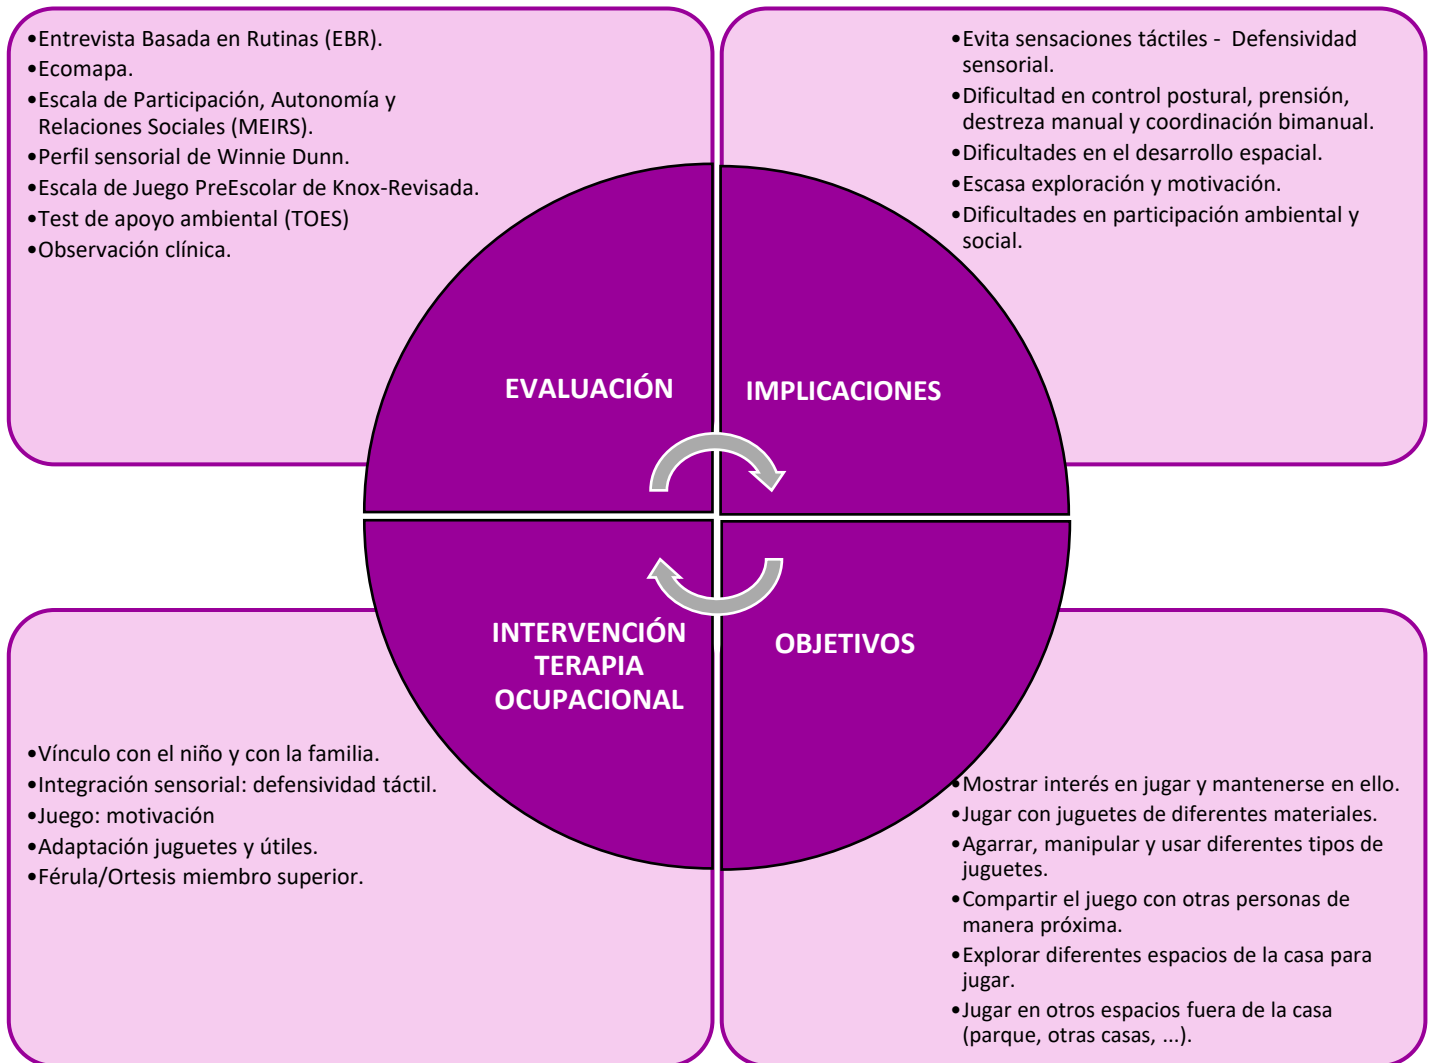 •Entrevista Basada en Rutinas (EBR).
•Ecomapa.
•Escala de Participación, Autonomía y
Relaciones Sociales (MEIRS).
•Perfil sensorial de Winnie Dunn.
•Escala de Juego PreEscolar de Knox-Revisada.
•Test de apoyo ambiental (TOES)
•Observación clínica.
•Evita sensaciones táctiles - Defensividad
sensorial.
•Dificultad en control postural, prensión,
destreza manual y coordinación bimanual.
•Dificultades en el desarrollo espacial.
•Escasa exploración y motivación.
•Dificultades en participación ambiental y
social.
EVALUACIÓN
IMPLICACIONES
INTERVENCIÓN
TERAPIA
OCUPACIONAL
OBJETIVOS
•Vínculo con el niño y con la familia.
•Integración sensorial: defensividad táctil.
•Juego: motivación
•Adaptación juguetes y útiles.
•Férula/Ortesis miembro superior.
•Mostrar interés en jugar y mantenerse en ello.
•Jugar con juguetes de diferentes materiales.
•Agarrar, manipular y usar diferentes tipos de
juguetes.
•Compartir el juego con otras personas de
manera próxima.
•Explorar diferentes espacios de la casa para
jugar.
•Jugar en otros espacios fuera de la casa
(parque, otras casas, ...).